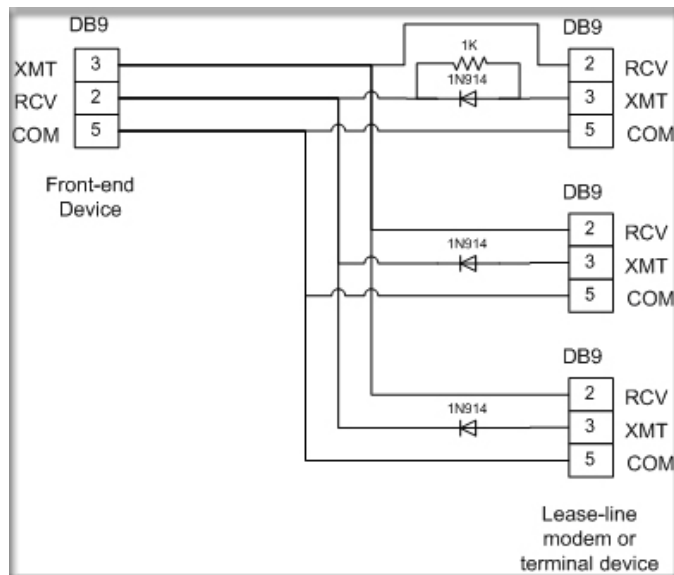 DB9
XMT 3
RCV 2
COM 5
Front-end
Device
1K
1N914
DB9
2 RCV
3 XMT
5 COM
DB9
1N914
2 RCV
3 XMT
5 COM
DB9
1N914
2 RCV
3 XMT
5 COM
Lease-line
modem or
terminal device